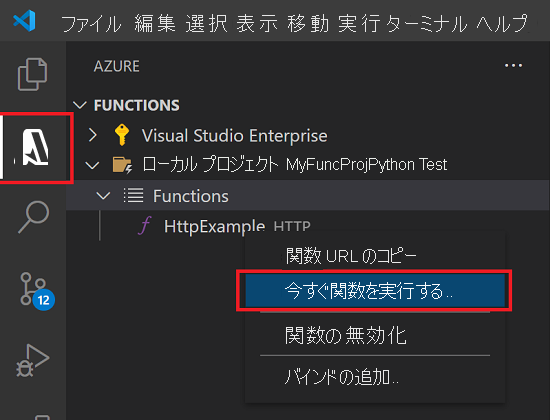 ファイル 編集 選択 表示 移動 実行 ターミナル ヘルプ
AZURE
FUNCTIONS
Visual Studio Enterprise
ローカル プロジェクト MyFuncProjPython Test
Functions
HttpExample HTTP
関数 URL のコピー
今すぐ関数を実行する..
関数の 無効化
バインドの追加..
12